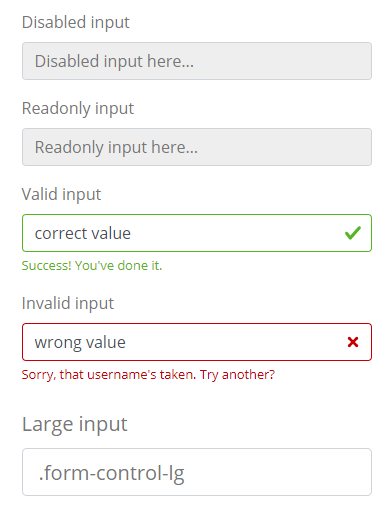 Disabled input
Disabled input here...
Readonly input
Readonly input here...
Valid input
correct value
Success! You've done it.
Invalid input
wrong value
Sorry, that username's taken. Try another?
Large input
.form-control-lg